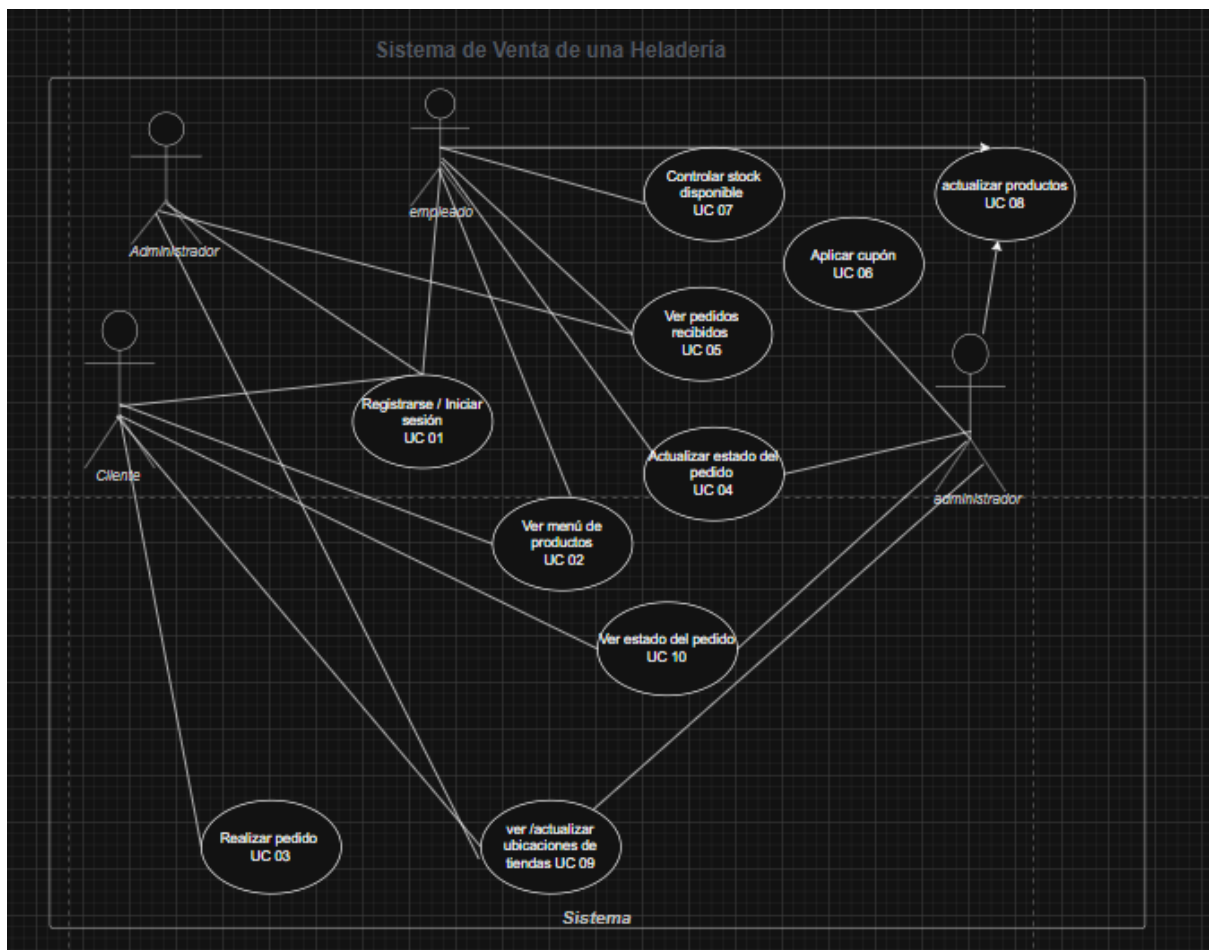 Sistema de Venta de una Heladería
Controlar stock
disponible
UC 07
actualizar productos
UC 08
empleado
Administrador
Aplicar cupón
UC 06
Ver pedidos
recibidos
UC 05
Registrarse / Iniciar
sesión
UC 01
Cliente
Actualizar estado del
pedido
UC 04
administrador
Ver menú de
productos
UC 02
Ver estado del pedido
UC 10
Realizar pedido
UC 03
ver /actualizar
ubicaciones de
tiendas UC 09
Sistema